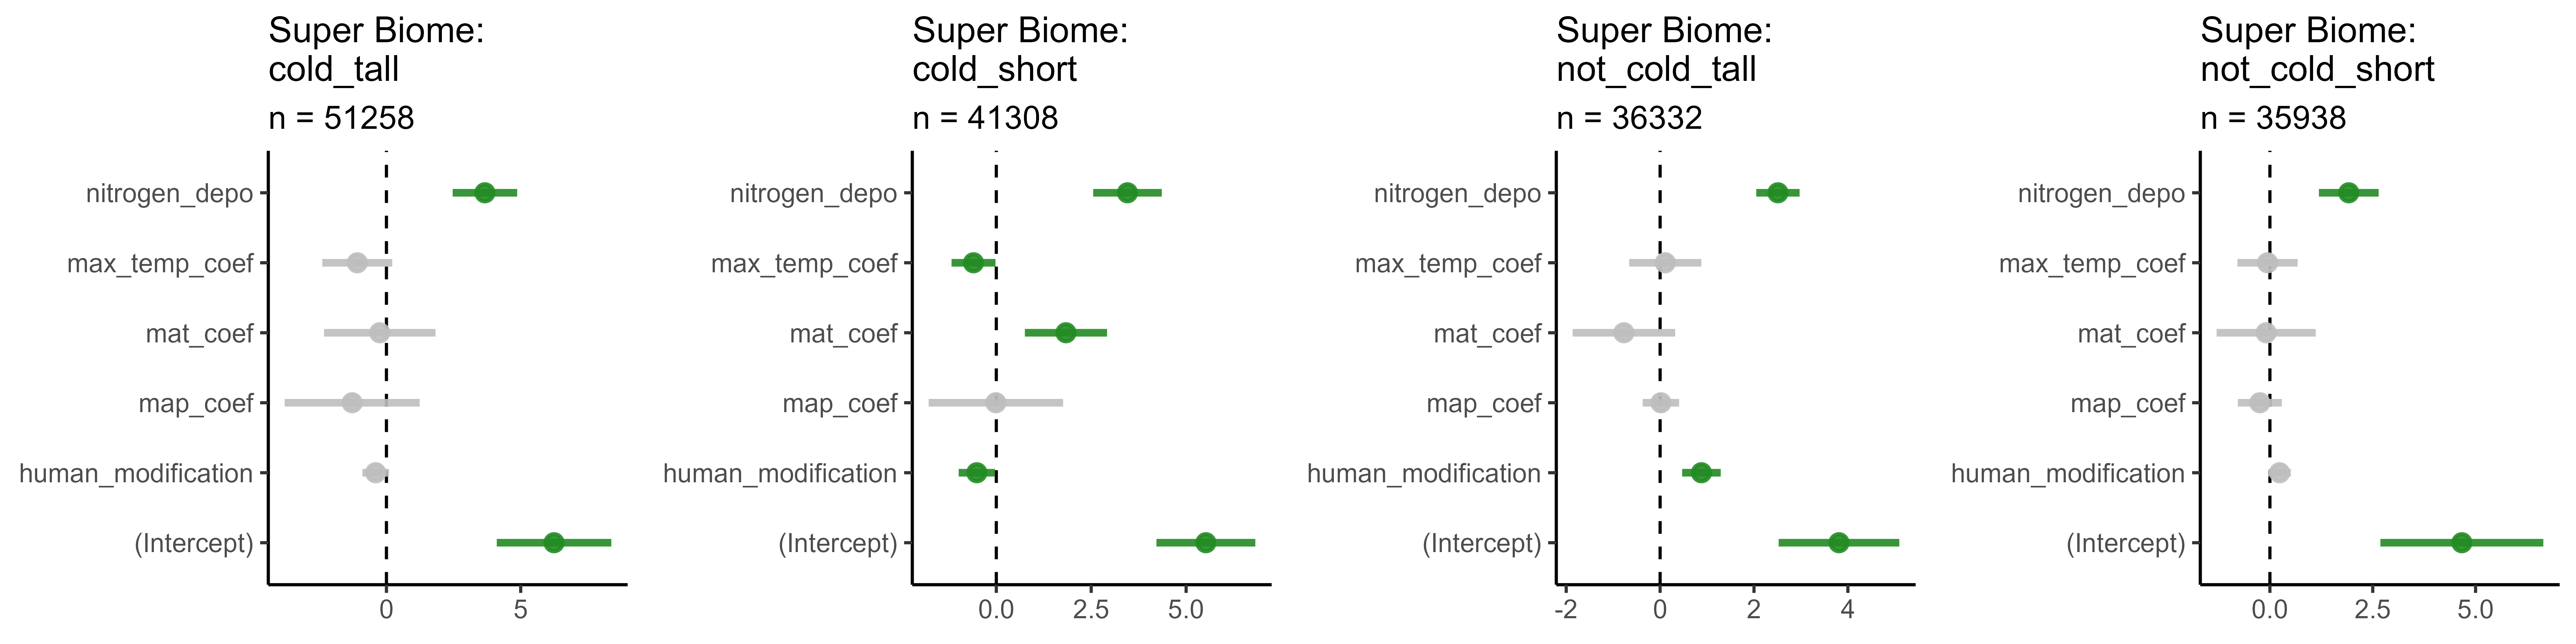 Super Biome:
cold_tall
n = 51258
nitrogen_depo
max_temp_coef
mat_coef
map_coef
human_modification
(Intercept)
0 5
Super Biome:
cold_short
n = 41308
nitrogen_depo
max_temp_coef
mat_coef
map_coef
human_modification
(Intercept)
0.0 2.5 5.0
Super Biome:
not_cold_tall
n = 36332
nitrogen_depo
max_temp_coef
mat_coef
map_coef
human_modification
(Intercept)
-2 0 2 4
Super Biome:
not_cold_short
n = 35938
nitrogen_depo
max_temp_coef
mat_coef
map_coef
human_modification
(Intercept)
0.0 2.5 5.0